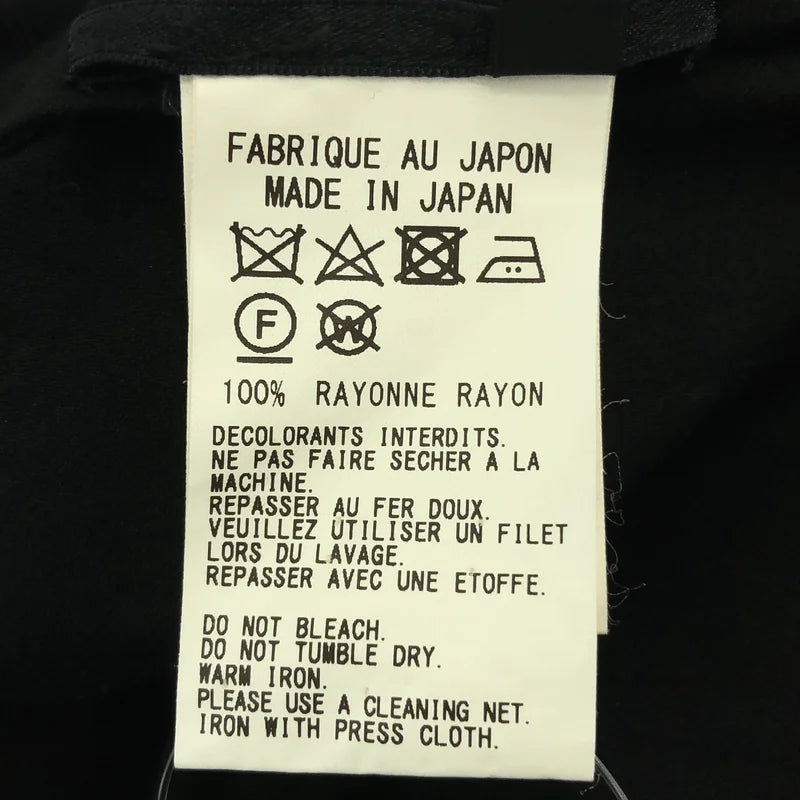 FABRIQUE AU JAPON
MADE IN JAPAN
F W
100% RAYONNE RAYON
DECOLORANTS INTERDITS.
NE PAS FAIRE SECHER A LA
MACHINE.
REPASSER AU FER DOUX.
VEUILLEZ UTILISER UN FILET
LORS DU LAVAGE.
REPASSER AVEC UNE ETOFFE.
DO NOT BLEACH.
DO NOT TUMBLE DRY.
WARM IRON.
PLEASE USE A CLEANING NET.
IRON WITH PRESS CLOTH.